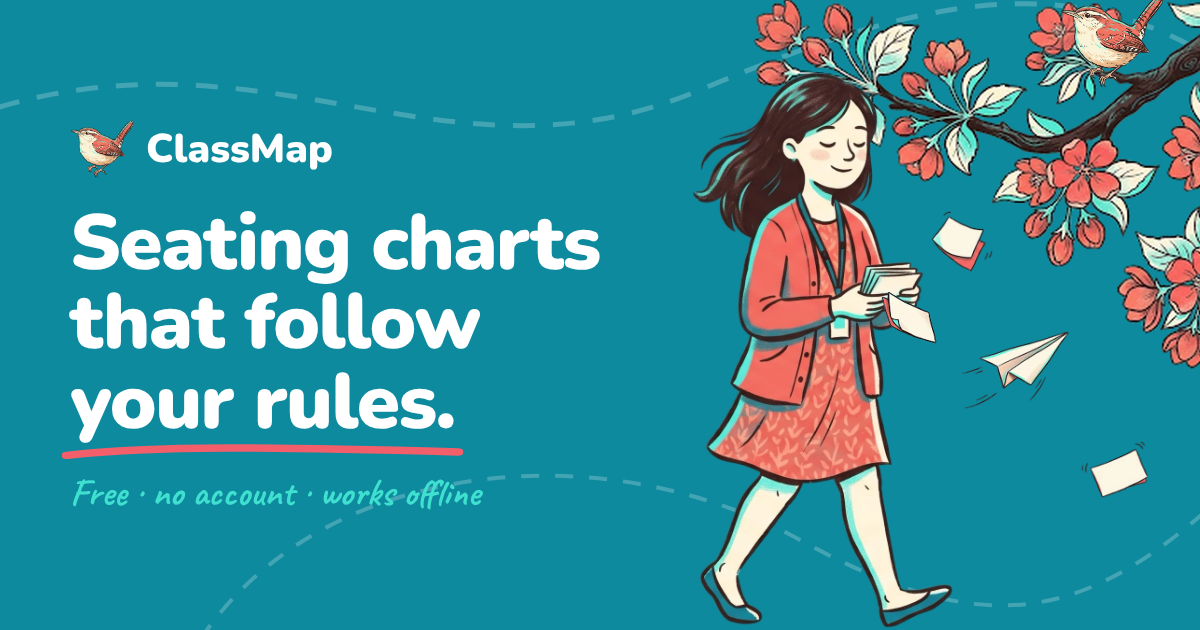 ClassMap
Seating charts
that follow
your rules.
Free · no account · works offline